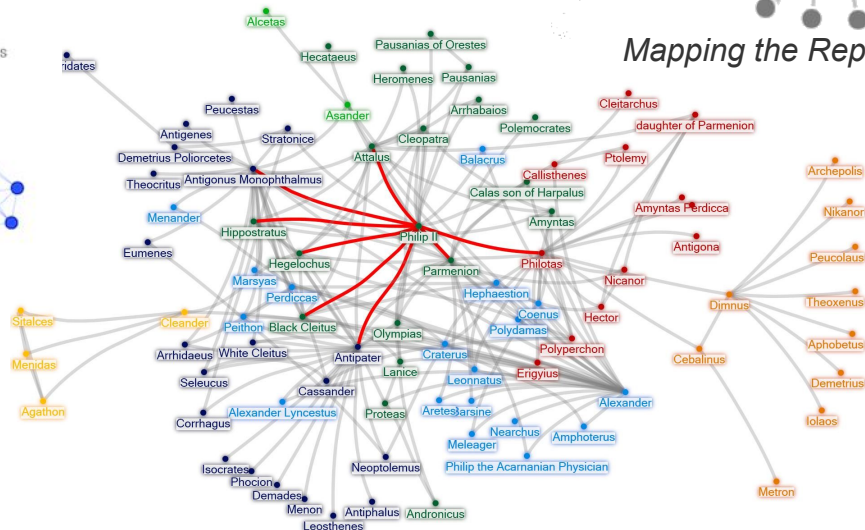 s
Mapping the Rep
Alcetas
Hecataeus
Pausanias of Orestes
Heromenes
Pausanias
ridates
Peucestas
Asander
Arrhabaios
Cleitarchus
daughter of Parmenion
Antigenes
Stratonice
Cleopatra
Polemocrates
Demetrius Poliorcetes
Attalus
Balacrus
Ptolemy
Callisthenes
Archepolis
Theocritus
Antigonus Monophthalmus
Calas son of Harpalus
Menander
Hippostratus
Philip II
Amyntas
Amyntas Perdicca
Nikanor
Eumenes
Hegelochus
Parmenion
Philotas
Antigona
Peucolaus
Marsyas
Perdiccas
Hephaestion
Nicanor
Dimnus
Theoxenus
Sitalces
Cleander
Peithon
Black Cleitus
Olympias
Coenus
Polydamas
Hector
Aphobetus
Menidas
Arrhidaeus
White Cleitus
Antipater
Craterus
Polyperchon
Cebalinus
Seleucus
Lanice
Erigyius
Leonnatus
Demetrius
Agathon
Cassander
Corrhagus
Alexander Lyncestus
Proteas
Aretes
Barsine
Alexander
Iolaos
Nearchus
Meleager
Amphoterus
Isocrates
Neoptolemus
Philip the Acarnanian Physician
Phocion
Demades
Metron
Menon
Antiphalus
Andronicus
Leosthenes